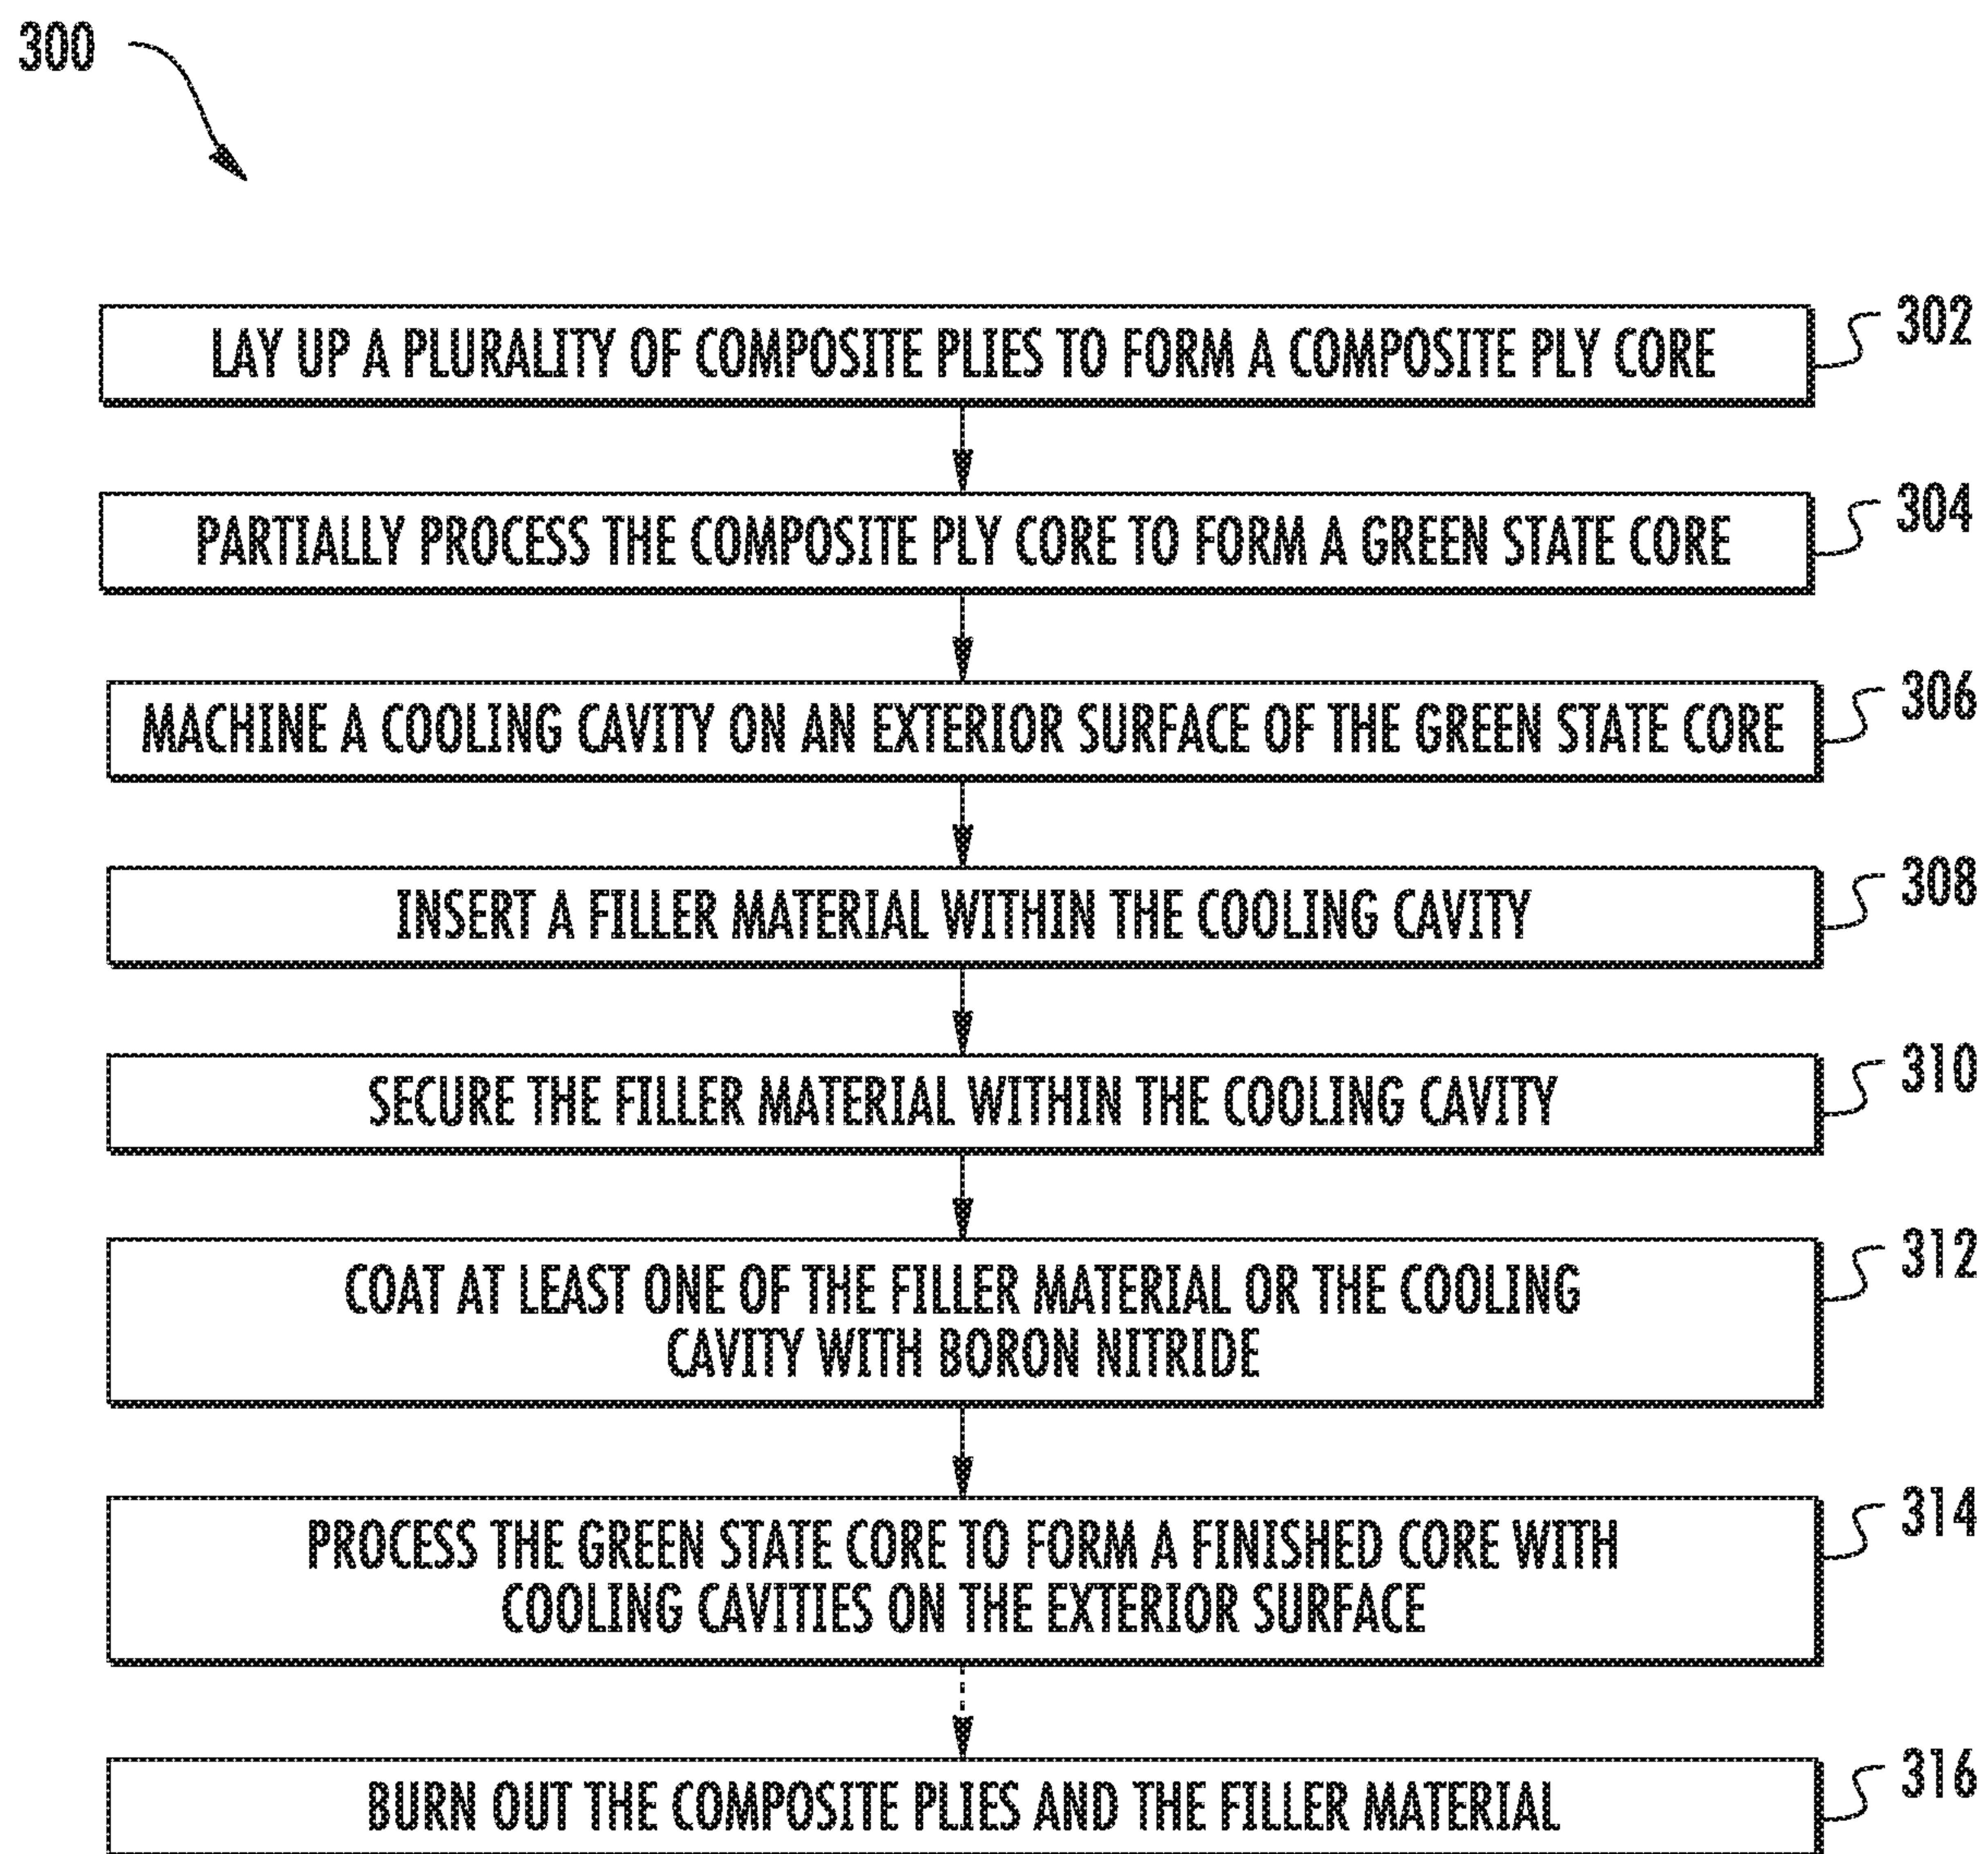 300
LAY UP A PLURALITY OF COMPOSITE PLIES TO FORM A COMPOSITE PLY CORE
302
PARTIALLY PROCESS THE COMPOSITE PLY CORE TO FORM A GREEN STATE CORE
304
MACHINE A COOLING CAVITY ON AN EXTERIOR SURFACE OF THE GREEN STATE CORE
306
INSERT A FILLER MATERIAL WITHIN THE COOLING CAVITY
308
SECURE THE FILLER MATERIAL WITHIN THE COOLING CAVITY
310
COAT AT LEAST ONE OF THE FILLER MATERIAL OR THE COOLING
CAVITY WITH BORON NITRIDE
312
PROCESS THE GREEN STATE CORE TO FORM A FINISHED CORE WITH
COOLING CAVITIES ON THE EXTERIOR SURFACE
314
BURN OUT THE COMPOSITE PLIES AND THE FILLER MATERIAL
316